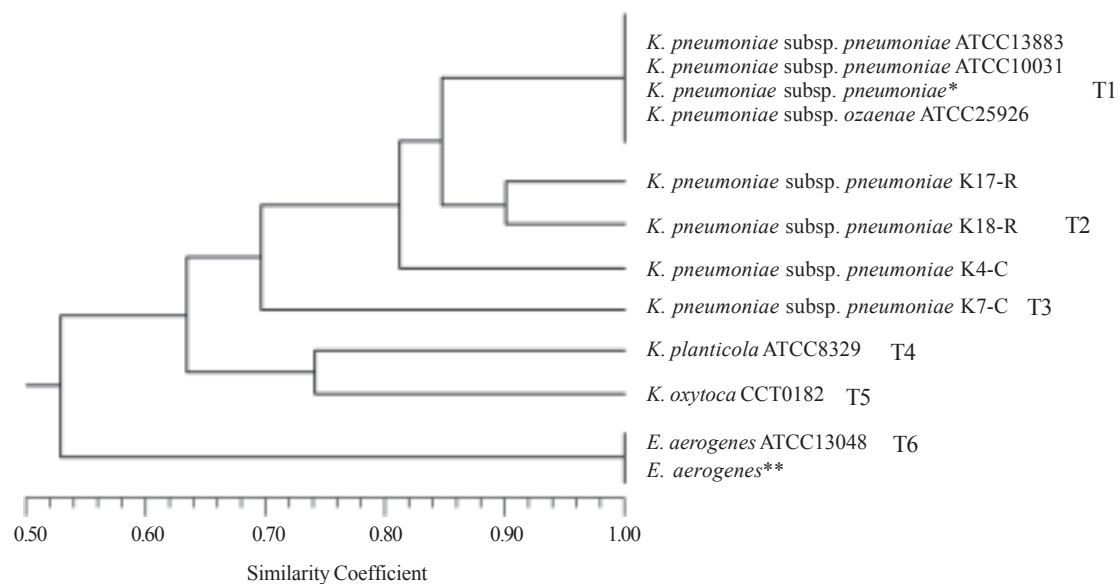 K. pneumoniae subsp. pneumoniae ATCC13883
K. pneumoniae subsp. pneumoniae ATCC10031
K. pneumoniae subsp. pneumoniae* T1
K. pneumoniae subsp. ozaenae ATCC25926
K. pneumoniae subsp. pneumoniae K17-R
K. pneumoniae subsp. pneumoniae K18-R T2
K. pneumoniae subsp. pneumoniae K4-C
K. pneumoniae subsp. pneumoniae K7-C T3
K. planticola ATCC8329 T4
K. oxytoca CCT0182 T5
E. aerogenes ATCC13048 T6
E. aerogenes**
0.50 0.60 0.70 0.80 0.90 1.00
Similarity Coefficient